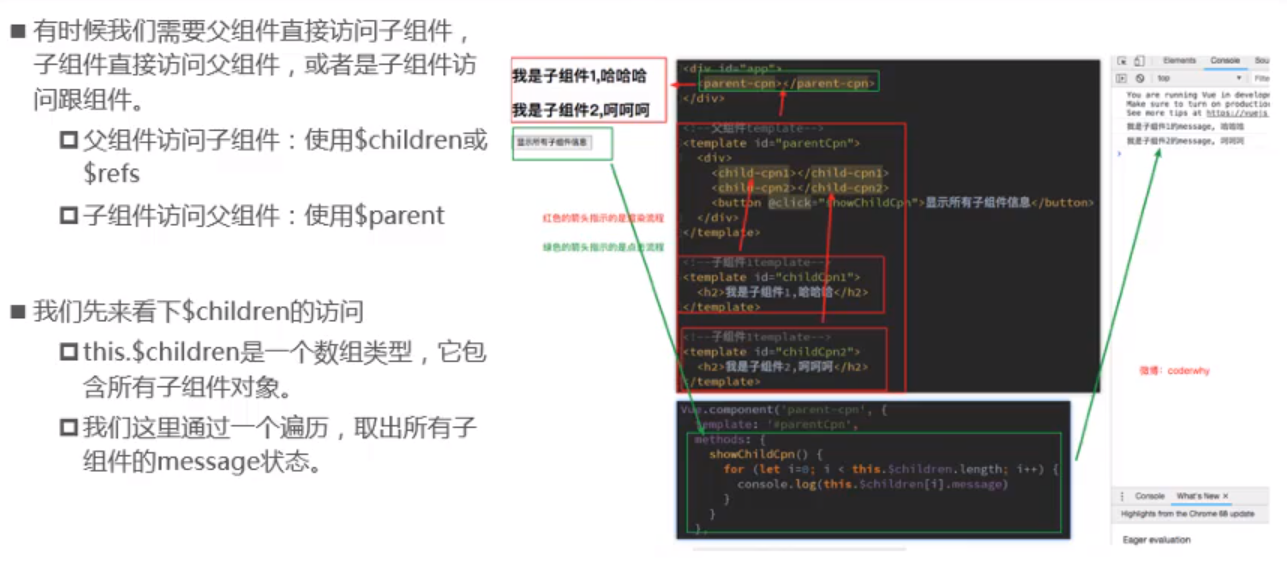 有时候我们需要父组件直接访问子组件，
子组件直接访问父组件，或者是子组件访
问跟组件。
父组件访问子组件：使用$children或
$refs
子组件访问父组件：使用$parent
我们先来看下$children的访问
this.$children是一个数组类型，它包
含所有子组件对象。
我们这里通过一个遍历，取出所有子
组件的message状态。
我是子组件1,哈哈哈
我是子组件2,呵呵呵
显示所有子组件信息
红色的箭头指示的是渲染流程
绿色的箭头指示的是点击流程
<div id="app">
<parent-cpn></parent-cpn>
</div>
<!--父组件template-->
<template id="parentCpn">
<div>
<child-cpn1></child-cpn1>
<child-cpn2></child-cpn2>
<button @click="showChildCpn">显示所有子组件信息</button>
</div>
</template>
<!--子组件1template-->
<template id="childCpn1">
<h2>我是子组件1,哈哈哈</h2>
</template>
<!--子组件1template-->
<template id="childCpn2">
<h2>我是子组件2,呵呵呵</h2>
</template>
Vue.component('parent-cpn', {
template: '#parentCpn',
methods: {
showChildCpn() {
for (let i=0; i < this.$children.length; i++) {
console.log(this.$children[i].message)
}
}
},
Elements Console Sou
top Filte
You are running Vue in develop
Make sure to turn on production
See more tips at https://vuejs
我是子组件1的message, 哈哈哈
我是子组件2的message, 呵呵呵
微博：coderwhy
Console What's New ×
Highlights from the Chrome 68 update
Eager evaluation